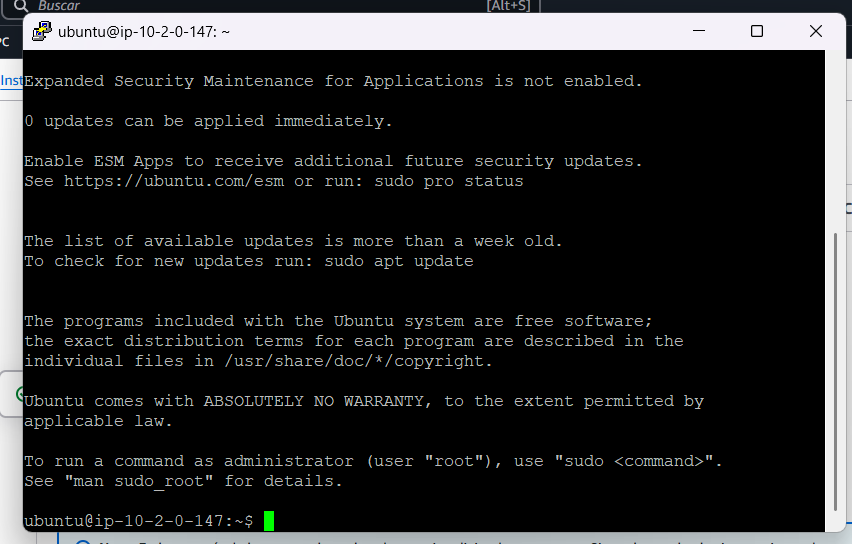 Buscar
[Alt+S]
ubuntu@ip-10-2-0-147: ~
Inst
Expanded Security Maintenance for Applications is not enabled.
0 updates can be applied immediately.
Enable ESM Apps to receive additional future security updates.
See https://ubuntu.com/esm or run: sudo pro status
The list of available updates is more than a week old.
To check for new updates run: sudo apt update
The programs included with the Ubuntu system are free software;
the exact distribution terms for each program are described in the
individual files in /usr/share/doc/*/copyright.
Ubuntu comes with ABSOLUTELY NO WARRANTY, to the extent permitted by
applicable law.
To run a command as administrator (user "root"), use "sudo <command>".
See "man sudo_root" for details.
ubuntu@ip-10-2-0-147:~$